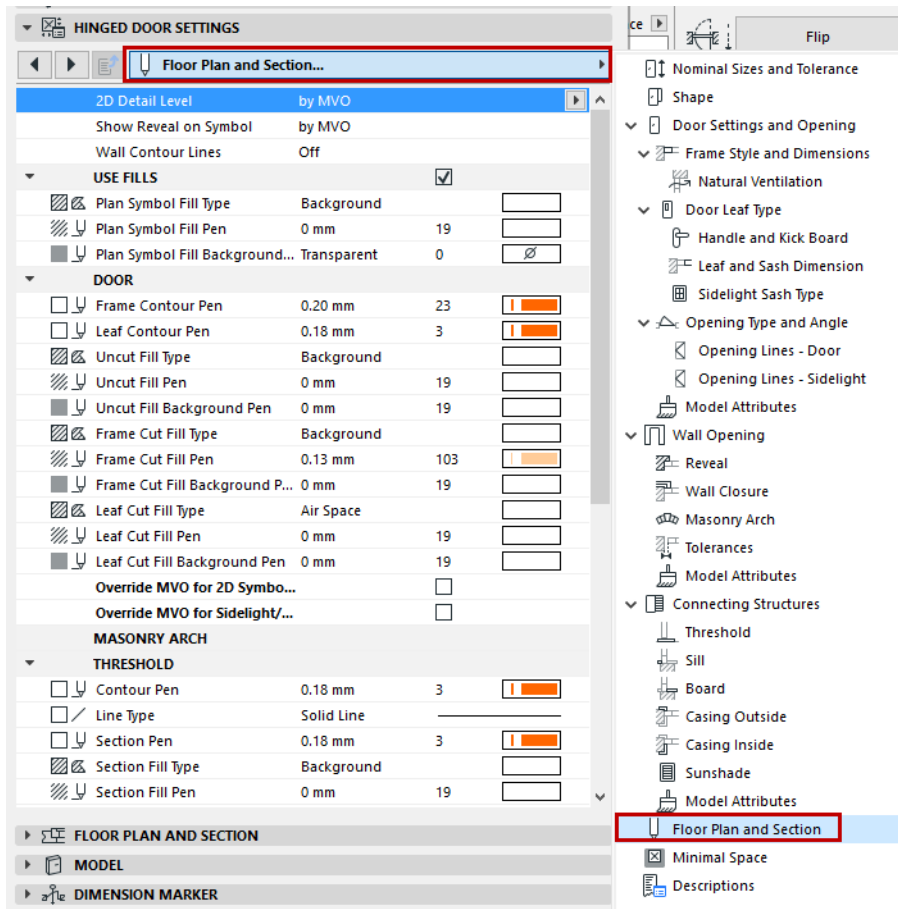 HINGED DOOR SETTINGS
Floor Plan and Section...
2D Detail Level by MVO
Show Reveal on Symbol by MVO
Wall Contour Lines Off
USE FILLS
Plan Symbol Fill Type Background
Plan Symbol Fill Pen 0 mm 19
Plan Symbol Fill Background... Transparent 0
DOOR
Frame Contour Pen 0.20 mm 23
Leaf Contour Pen 0.18 mm 3
Uncut Fill Type Background
Uncut Fill Pen 0 mm 19
Uncut Fill Background Pen 0 mm 19
Frame Cut Fill Type Background
Frame Cut Fill Pen 0.13 mm 103
Frame Cut Fill Background P... 0 mm 19
Leaf Cut Fill Type Air Space
Leaf Cut Fill Pen 0 mm 19
Leaf Cut Fill Background Pen 0 mm 19
Override MVO for 2D Symbo...
Override MVO for Sidelight/...
MASONRY ARCH
THRESHOLD
Contour Pen 0.18 mm 3
Line Type Solid Line
Section Pen 0.18 mm 3
Section Fill Type Background
Section Fill Pen 0 mm 19
FLOOR PLAN AND SECTION
MODEL
DIMENSION MARKER
ce
Flip
Nominal Sizes and Tolerance
Shape
Door Settings and Opening
Frame Style and Dimensions
Natural Ventilation
Door Leaf Type
Handle and Kick Board
Leaf and Sash Dimension
Sidelight Sash Type
Opening Type and Angle
Opening Lines - Door
Opening Lines - Sidelight
Model Attributes
Wall Opening
Reveal
Wall Closure
Masonry Arch
Tolerances
Model Attributes
Connecting Structures
Threshold
Sill
Board
Casing Outside
Casing Inside
Sunshade
Model Attributes
Floor Plan and Section
Minimal Space
Descriptions